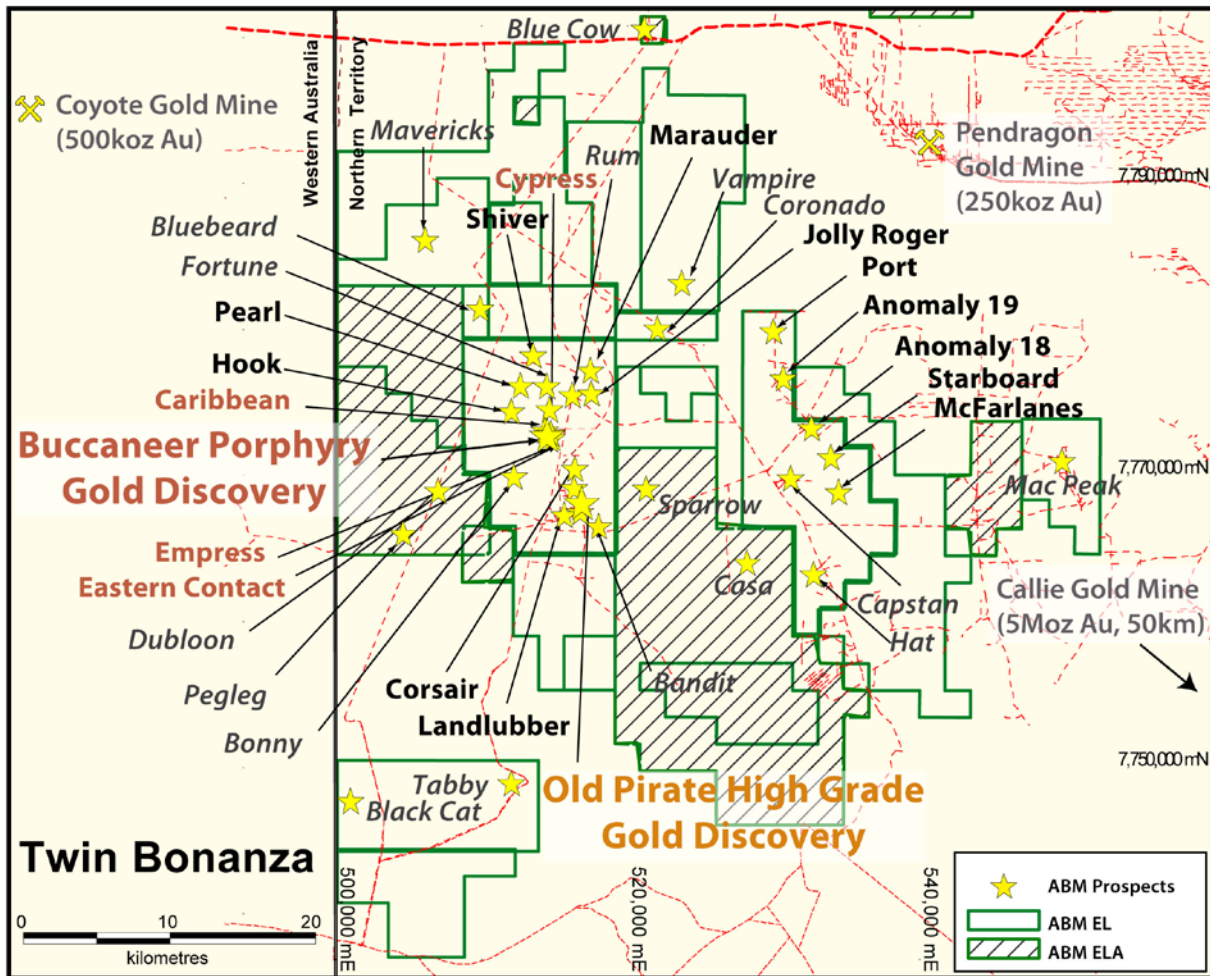 Blue Cow
Western Australia
Northern Territory
Coyote Gold Mine
(500koz Au)
Mavericks
Rum
Marauder
Pendragon
Gold Mine
(250koz Au)
7,790,000 mN
Cypress
Vampire
Shiver
Coronado
Bluebeard
Jolly Roger
Fortune
Port
Pearl
Anomaly 19
Hook
Anomaly 18
Starboard
Caribbean
McFarlanes
Buccaneer Porphyry
Gold Discovery
7,770,000 mN
Mac Peak
Sparrow
Empress
Eastern Contact
Casa
Callie Gold Mine
(5Moz Au, 50km)
Capstan
Hat
Dubloon
Pegleg
Corsair
Bandit
Landlubber
Bonny
7,750,000 mN
Tabby
Black Cat
Old Pirate High Grade
Gold Discovery
Twin Bonanza
500,000 mE
520,000 mE
540,000 mE
0 10 20
kilometres
ABM Prospects
ABM EL
ABM ELA